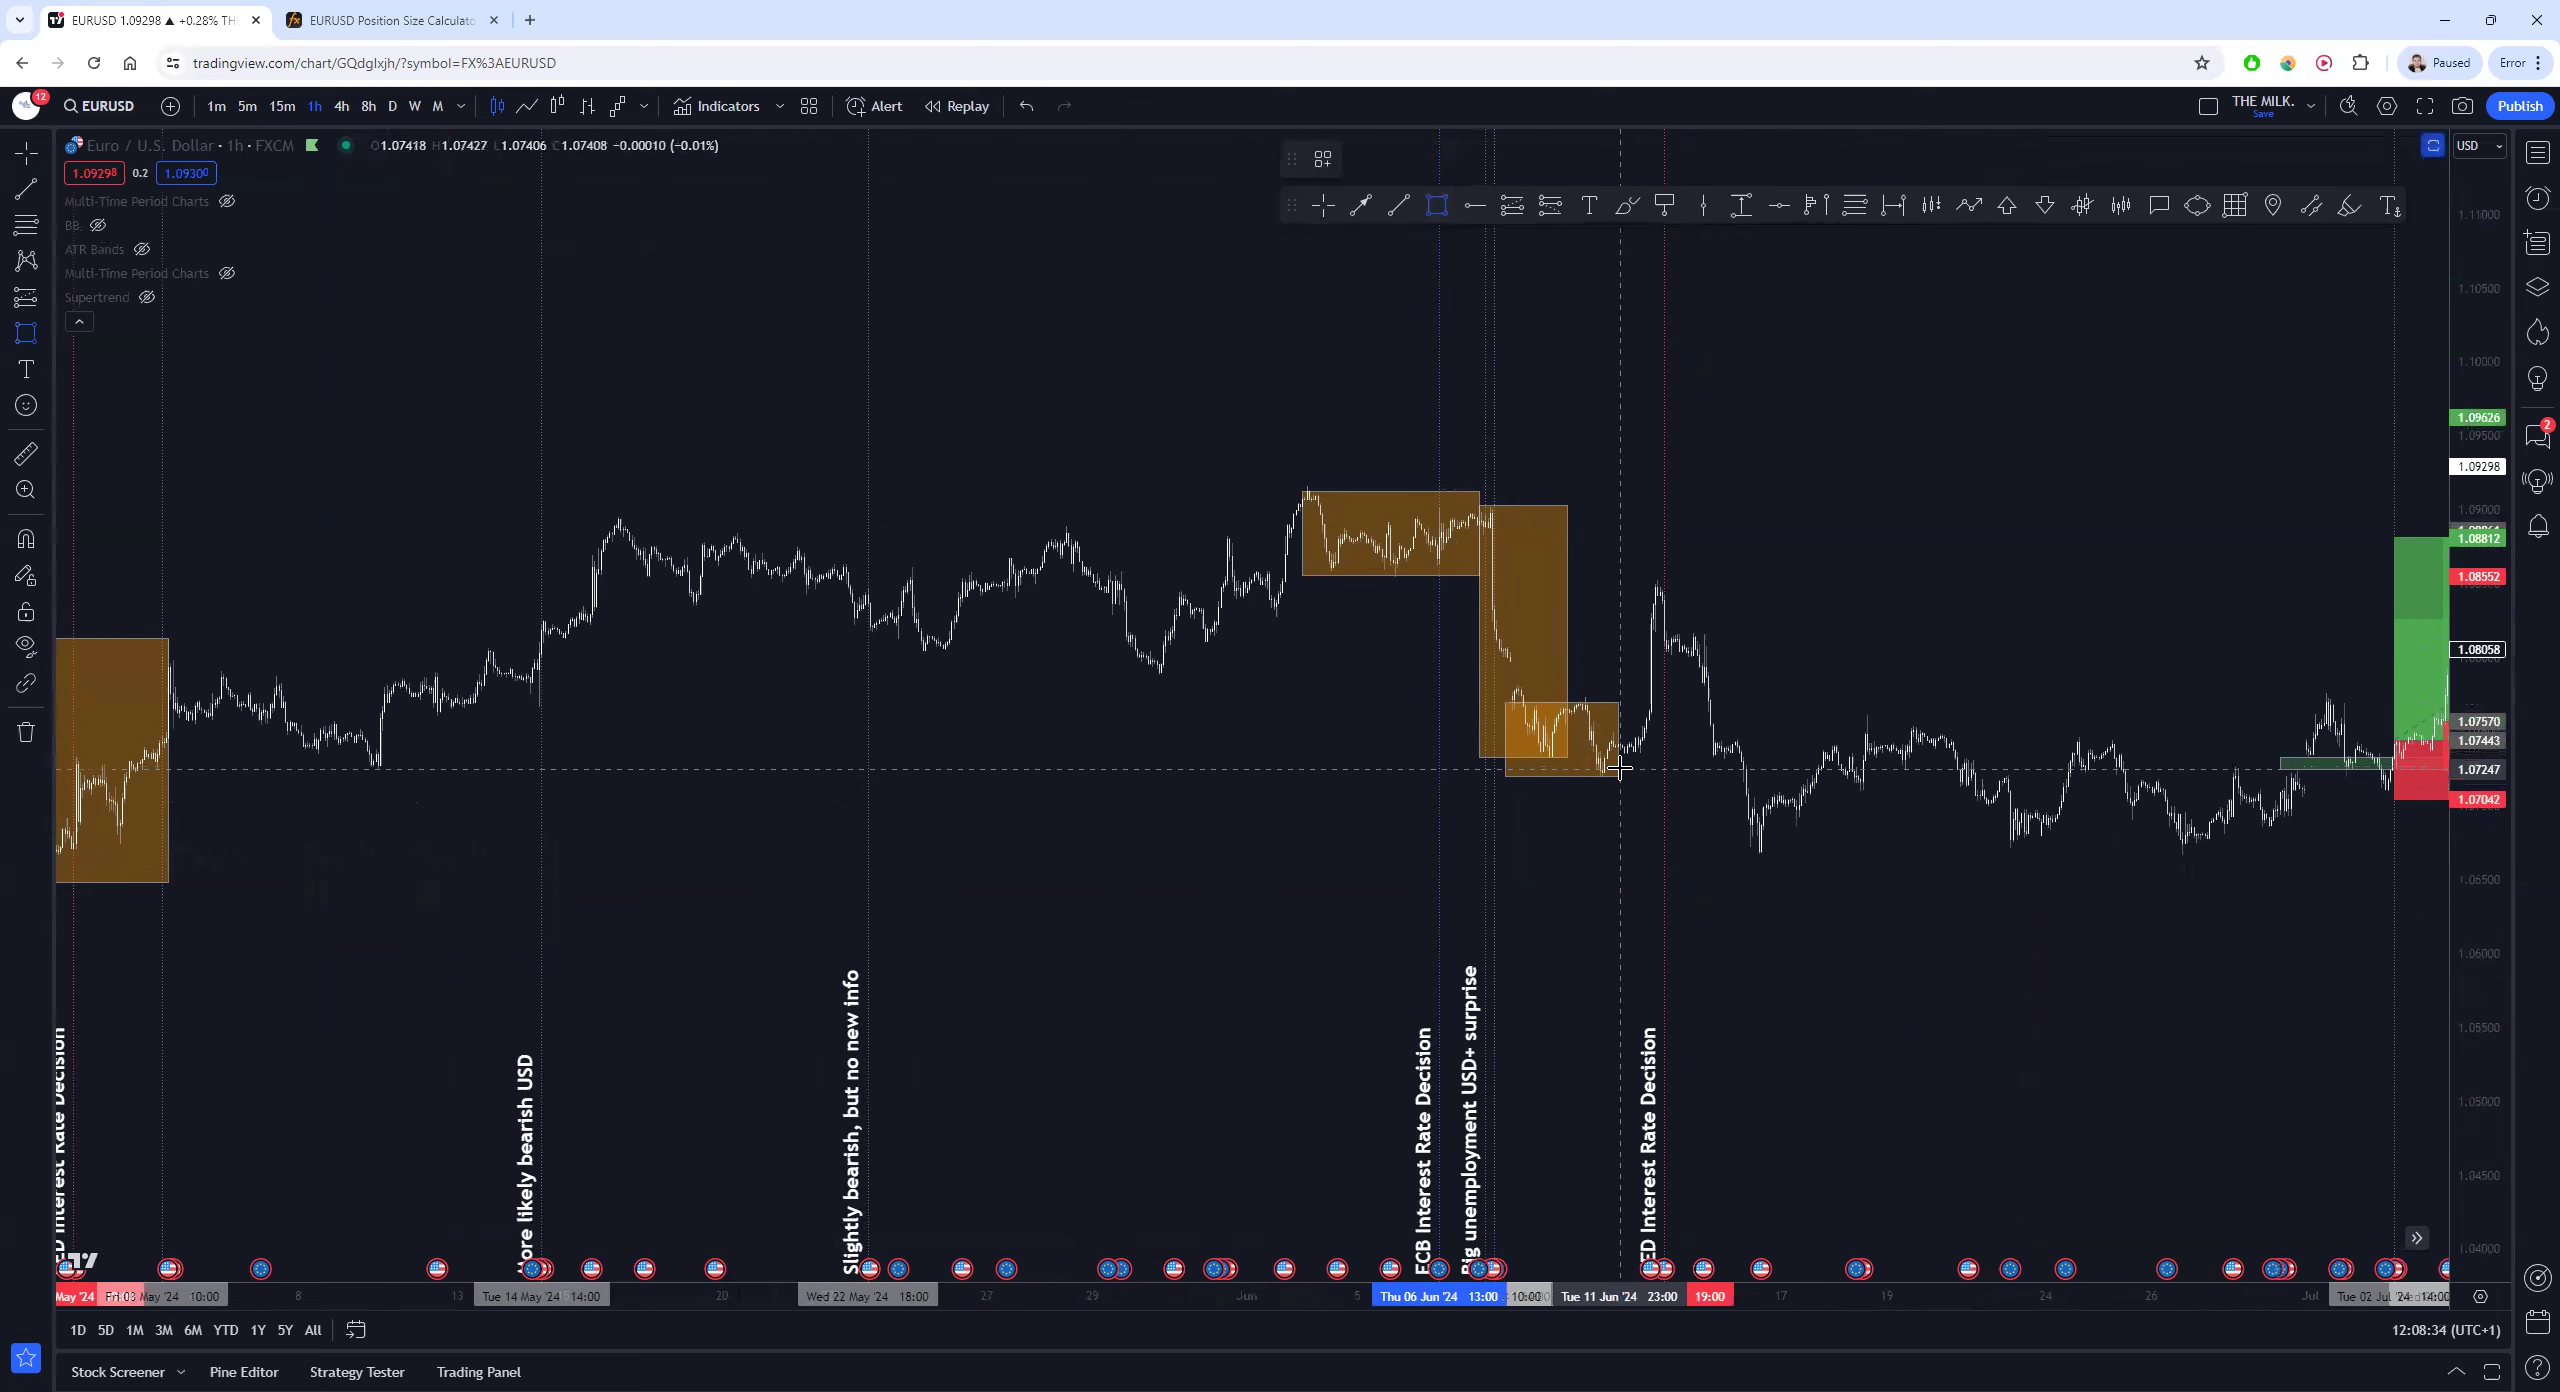 EURUSD 1.09298 ▲ +0.28% TH
EURUSD Position Size Calculato
tradingview.com/chart/GQdglxjh/?symbol=FX%3AEURUSD
Paused
Error
12
EURUSD
1m 5m 15m 1h 4h 8h D W M
Indicators
Alert
Replay
THE MILK.
Save
Publish
Euro / U.S. Dollar · 1h · FXCM
O1.07418 H1.07427 L1.07406 C1.07408 -0.00010 (-0.01%)
USD
1.09298 0.2 1.09300
Multi-Time Period Charts
BB
ATR Bands
Multi-Time Period Charts
Supertrend
1.11000
1.10500
1.10000
1.09626
1.09500
1.09298
1.09000
1.08812
1.08552
1.08058
1.07570
1.07443
1.07247
1.07042
1.06500
1.06000
1.05500
1.05000
1.04500
1.04000
2
ED Interest Rate Decision
ore likely bearish USD
Slightly bearish, but no new info
ECB Interest Rate Decision
Big unemployment USD+ surprise
ED Interest Rate Decision
May '24 Fri 03 May '24 10:00 8 13 Tue 14 May '24 14:00 20 Wed 22 May '24 18:00 27 29 Jun 5 Thu 06 Jun '24 13:00 10:00 Tue 11 Jun '24 23:00 19:00 17 19 24 26 Jul Tue 02 Jul '24 14:00
1D 5D 1M 3M 6M YTD 1Y 5Y All
12:08:34 (UTC+1)
Stock Screener
Pine Editor
Strategy Tester
Trading Panel